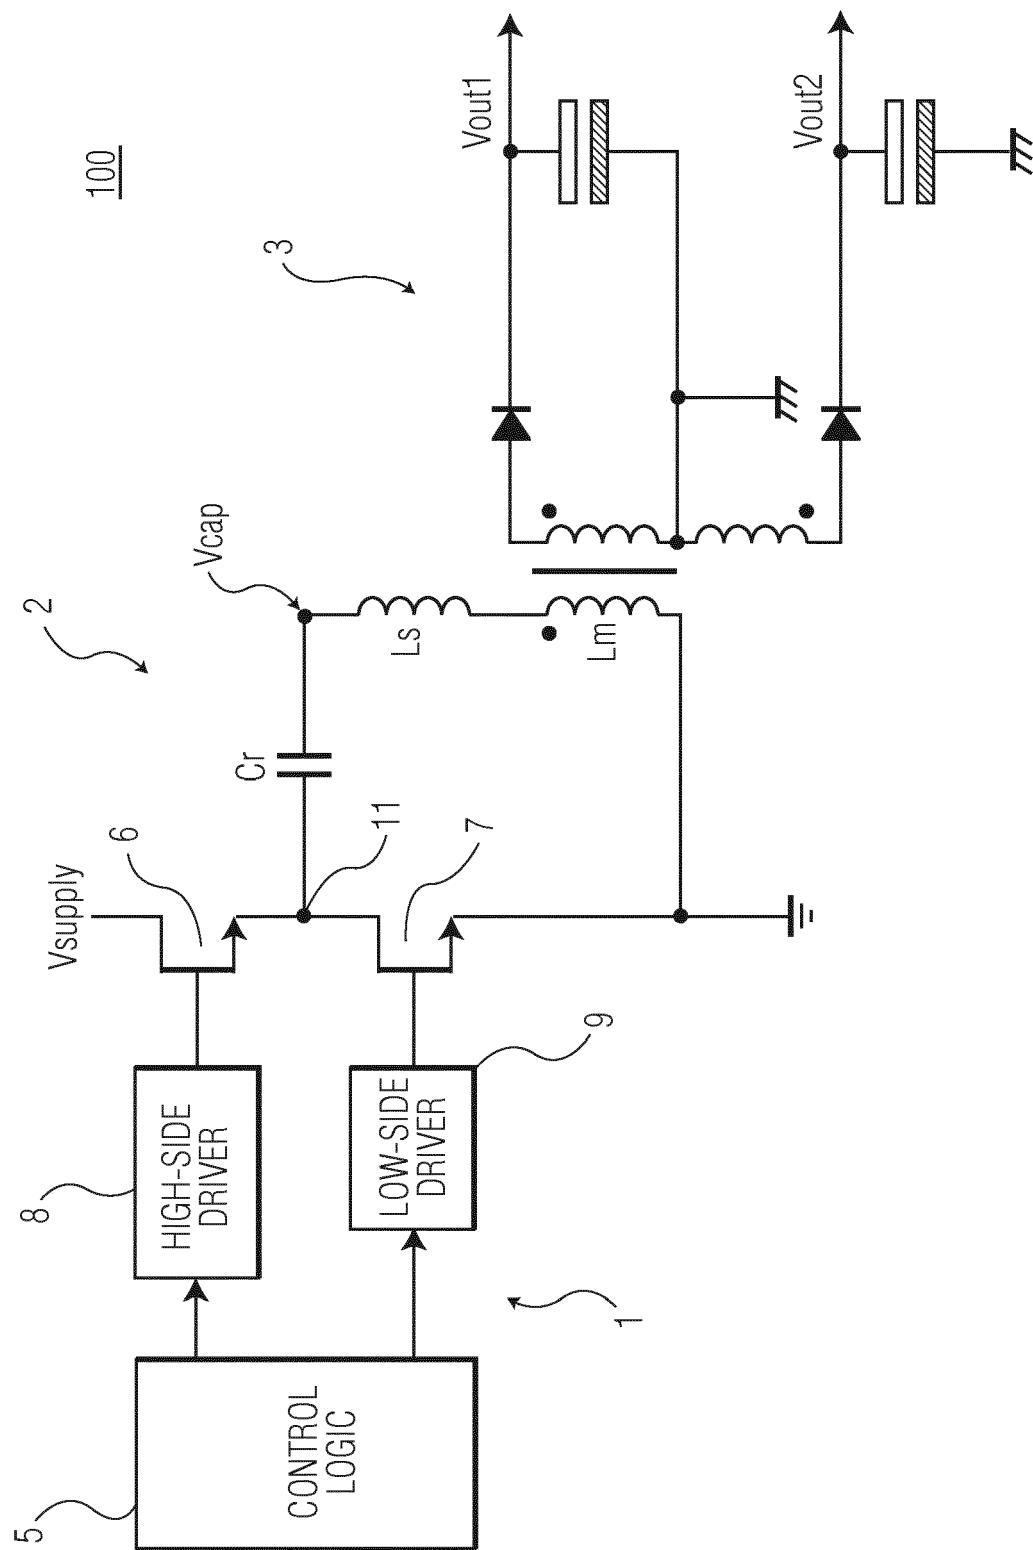 100
1
2
3
5
CONTROL
LOGIC
8
HIGH-SIDE
DRIVER
9
LOW-SIDE
DRIVER
Vsupply
6
11
7
Cr
Vcap
Ls
Lm
Vout1
Vout2